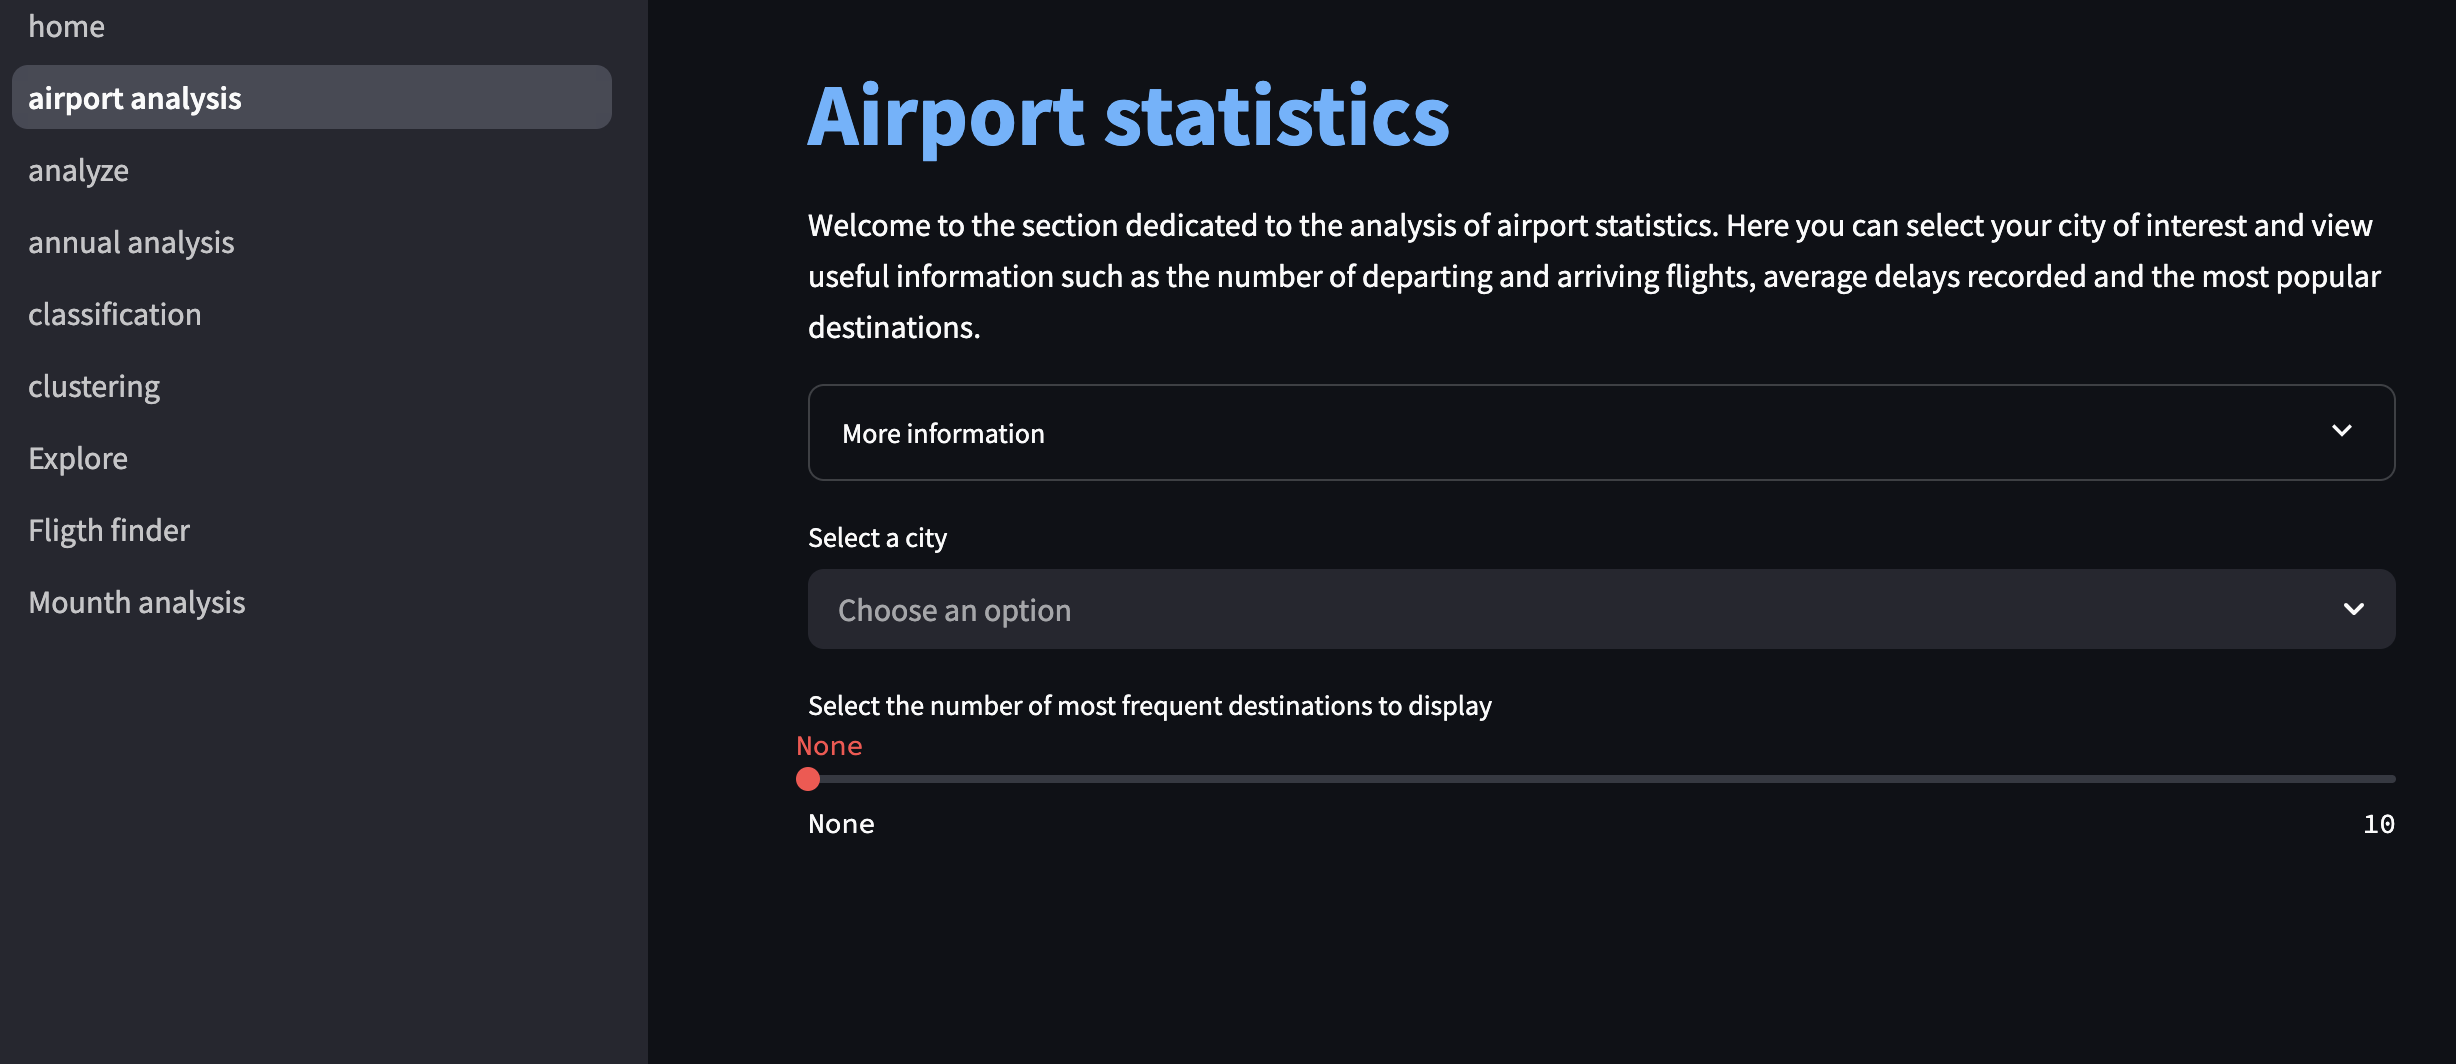 home
airport analysis
analyze
annual analysis
classification
clustering
Explore
Fligth finder
Mounth analysis
Airport statistics
Welcome to the section dedicated to the analysis of airport statistics. Here you can select your city of interest and view
useful information such as the number of departing and arriving flights, average delays recorded and the most popular
destinations.
More information
Select a city
Choose an option
Select the number of most frequent destinations to display
None
None
10